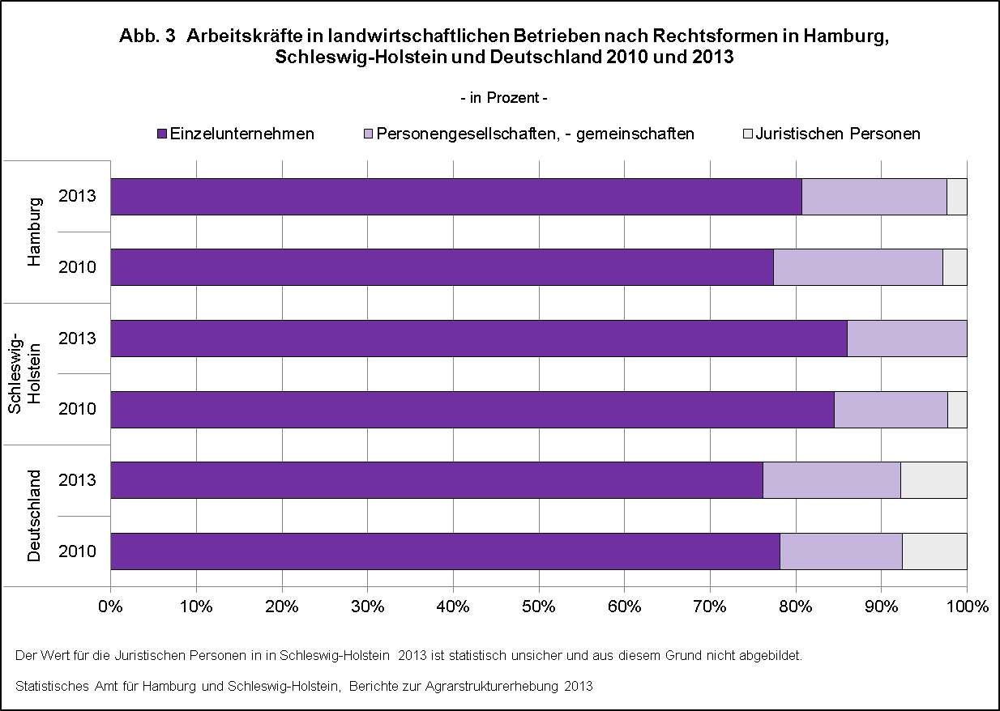 Abb. 3 Arbeitskräfte in landwirtschaftlichen Betrieben nach Rechtsformen in Hamburg,
Schleswig-Holstein und Deutschland 2010 und 2013
- in Prozent -
Einzelunternehmen Personengesellschaften, - gemeinschaften Juristischen Personen
Hamburg
2013
2010
Schleswig-
Holstein
2013
2010
Deutschland
2013
2010
0% 10% 20% 30% 40% 50% 60% 70% 80% 90% 100%
Der Wert für die Juristischen Personen in in Schleswig-Holstein 2013 ist statistisch unsicher und aus diesem Grund nicht abgebildet.
Statistisches Amt für Hamburg und Schleswig-Holstein, Berichte zur Agrarstrukturerhebung 2013